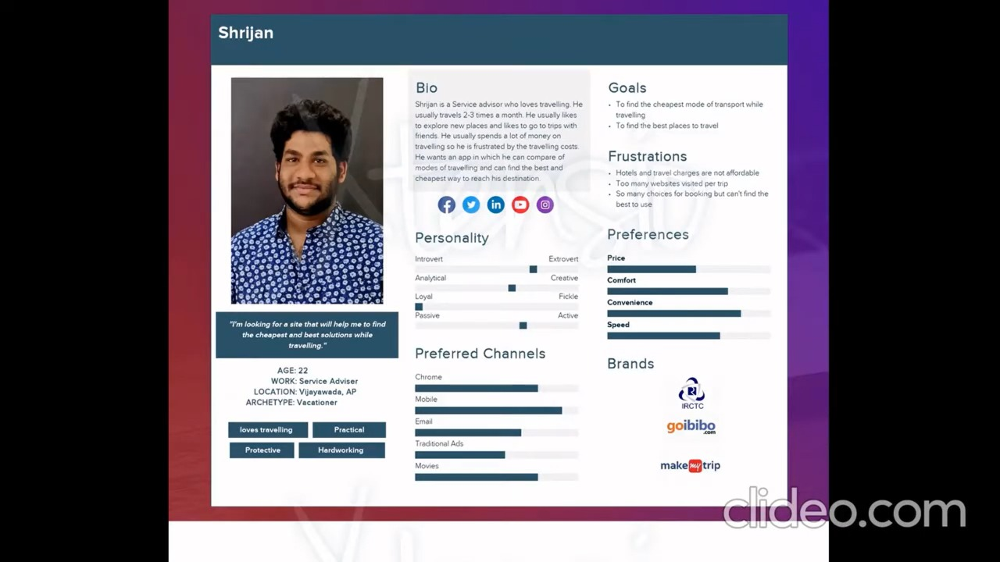 Shrijan
"I'm looking for a site that will help me to find
the cheapest and best solutions while
travelling."
AGE: 22
WORK: Service Adviser
LOCATION: Vijayawada, AP
ARCHETYPE: Vacationer
loves travelling
Practical
Protective
Hardworking
Bio
Shrijan is a Service advisor who loves travelling. He
usually travels 2-3 times a month. He usually likes
to explore new places and likes to go to trips with
friends. He usually spends a lot of money on
travelling so he is frustrated by the travelling costs.
He wants an app in which he can compare of
modes of travelling and can find the best and
cheapest way to reach his destination.
Personality
Introvert Extrovert
Analytical Creative
Loyal Fickle
Passive Active
Preferred Channels
Chrome
Mobile
Email
Traditional Ads
Movies
Goals
• To find the cheapest mode of transport while
travelling
• To find the best places to travel
Frustrations
• Hotels and travel charges are not affordable
• Too many websites visited per trip
• So many choices for booking but can't find the
best to use
Preferences
Price
Comfort
Convenience
Speed
Brands
IRCTC
goibibo
.com
make my trip
clideo.com